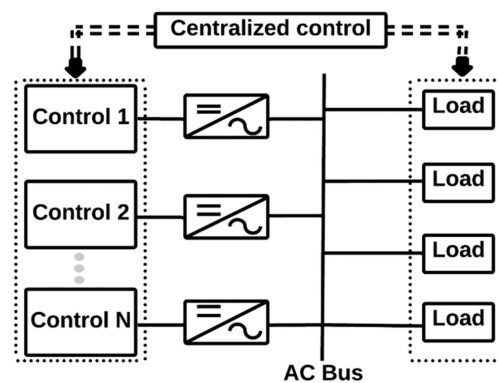 Centralized control
Control 1
Load
Control 2
Load
Load
Control N
Load
AC Bus